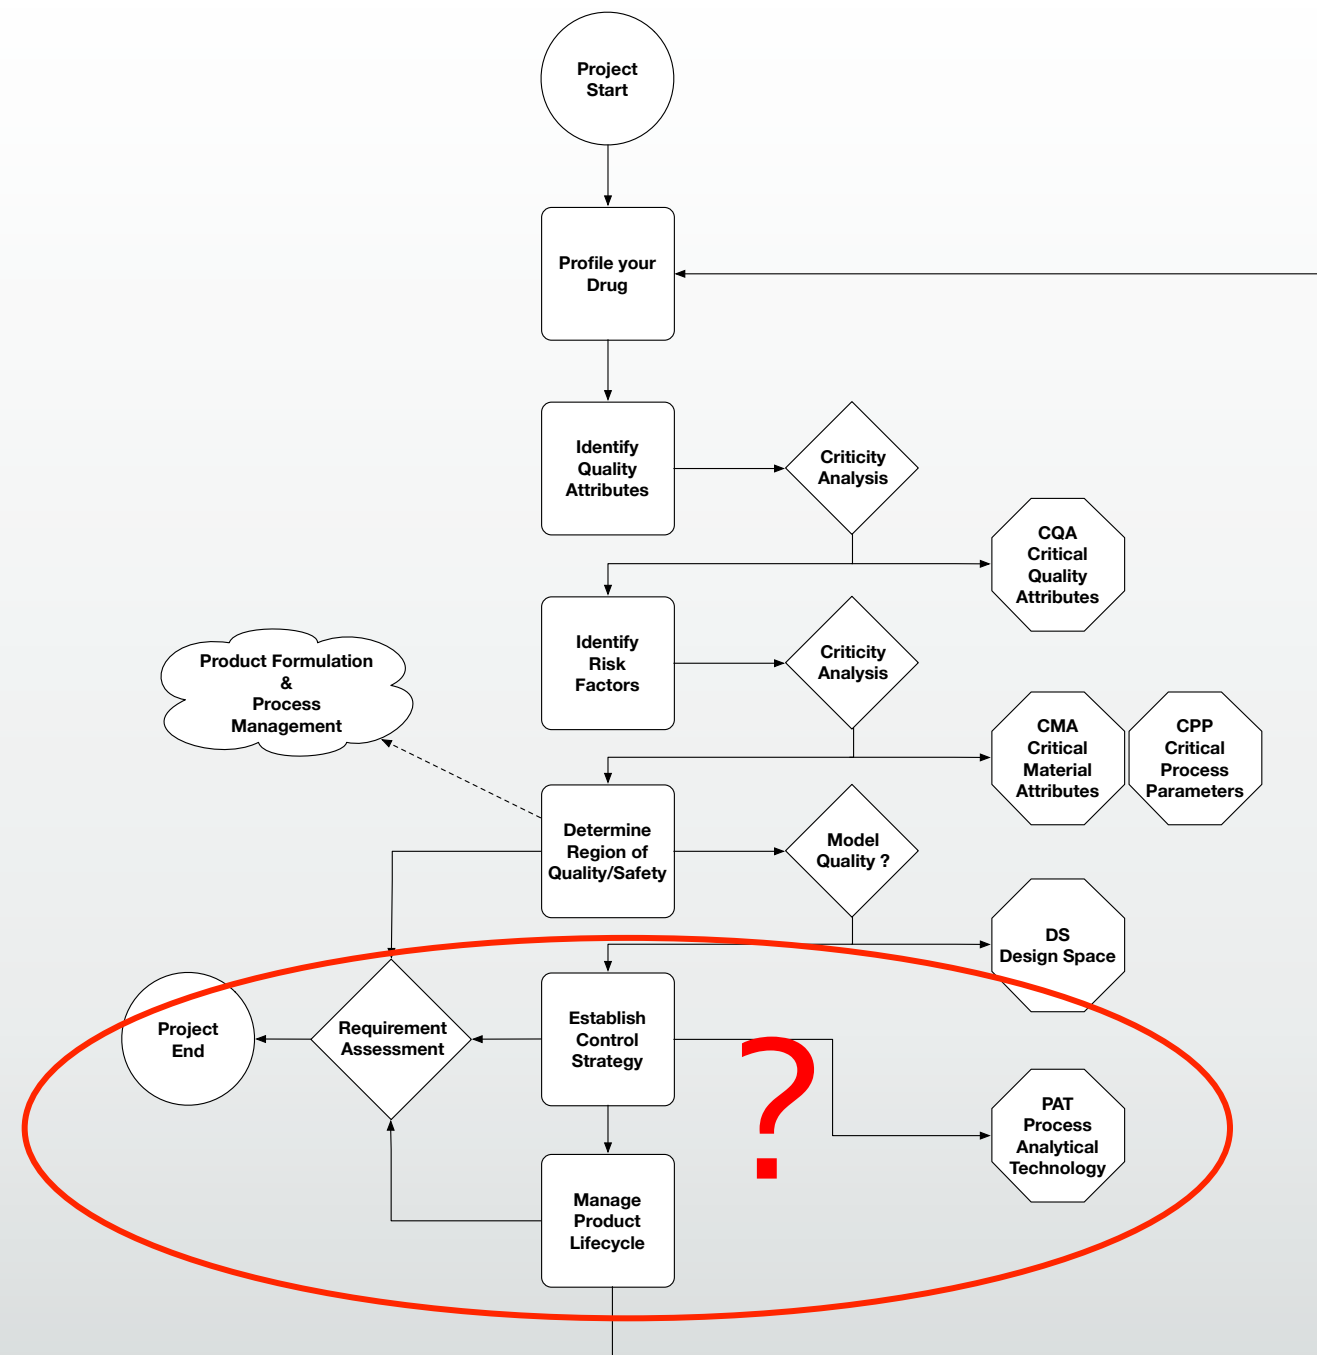 Project
Start
Profile your
Drug
Identify
Quality
Attributes
Criticity
Analysis
CQA
Critical
Quality
Attributes
Identify
Risk
Factors
Criticity
Analysis
Product Formulation
&
Process
Management
CMA
Critical
Material
Attributes
CPP
Critical
Process
Parameters
Determine
Region of
Quality/Safety
Model
Quality ?
DS
Design Space
Project
End
Requirement
Assessment
Establish
Control
Strategy
?
PAT
Process
Analytical
Technology
Manage
Product
Lifecycle